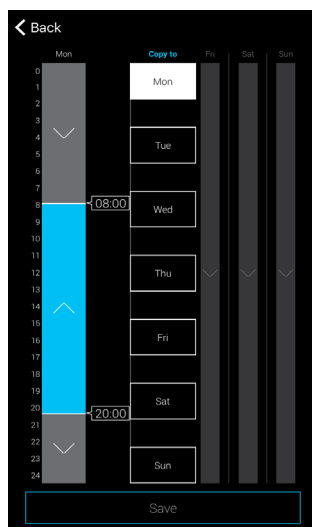 Back
Mon
Copy to
Fri
Sat
Sun
0
1
2
3
4
5
6
7
8
9
10
11
12
13
14
15
16
17
18
19
20
21
22
23
24
08:00
20:00
Mon
Tue
Wed
Thu
Fri
Sat
Sun
Save